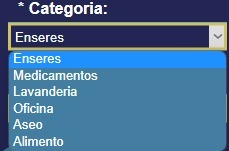 * Categoria:
Enseres
Enseres
Medicamentos
Lavanderia
Oficina
Aseo
Alimento